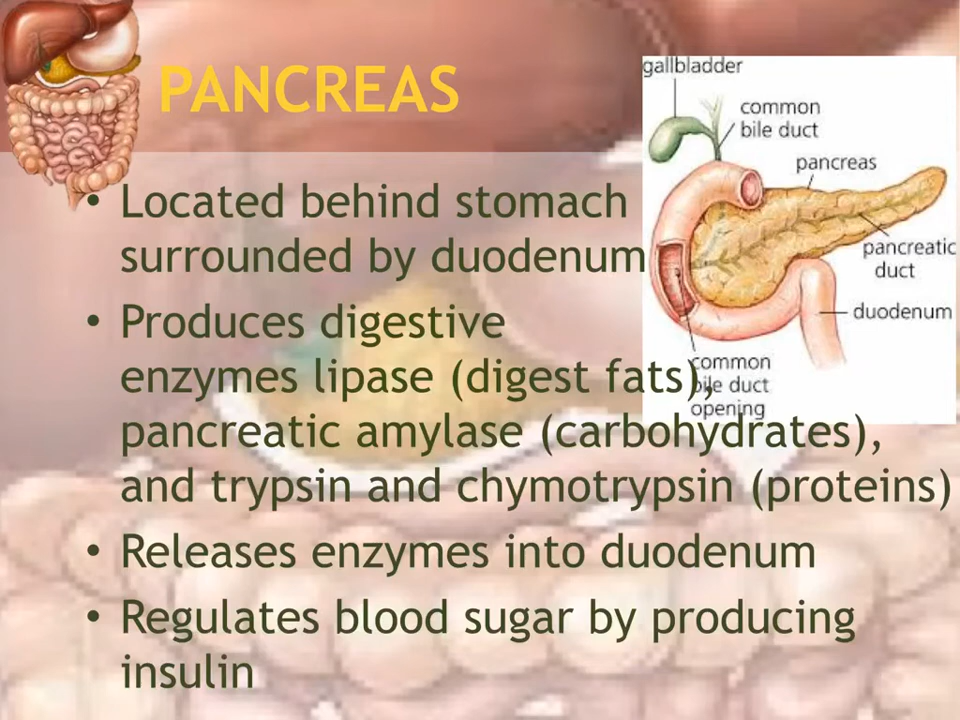 PANCREAS
• Located behind stomach
surrounded by duodenum
• Produces digestive
enzymes lipase (digest fats),
pancreatic amylase (carbohydrates),
and trypsin and chymotrypsin (proteins)
• Releases enzymes into duodenum
• Regulates blood sugar by producing
insulin
gallbladder
common
bile duct
pancreas
pancreatic
duct
duodenum
common
bile duct
opening